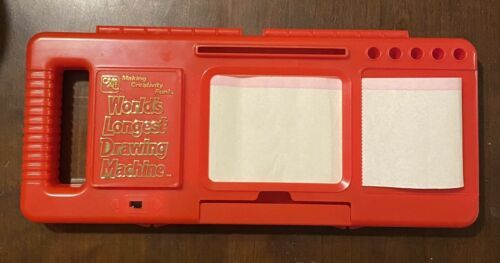 Making
Creativity
Fun!
World's
Longest
Drawing
Machine